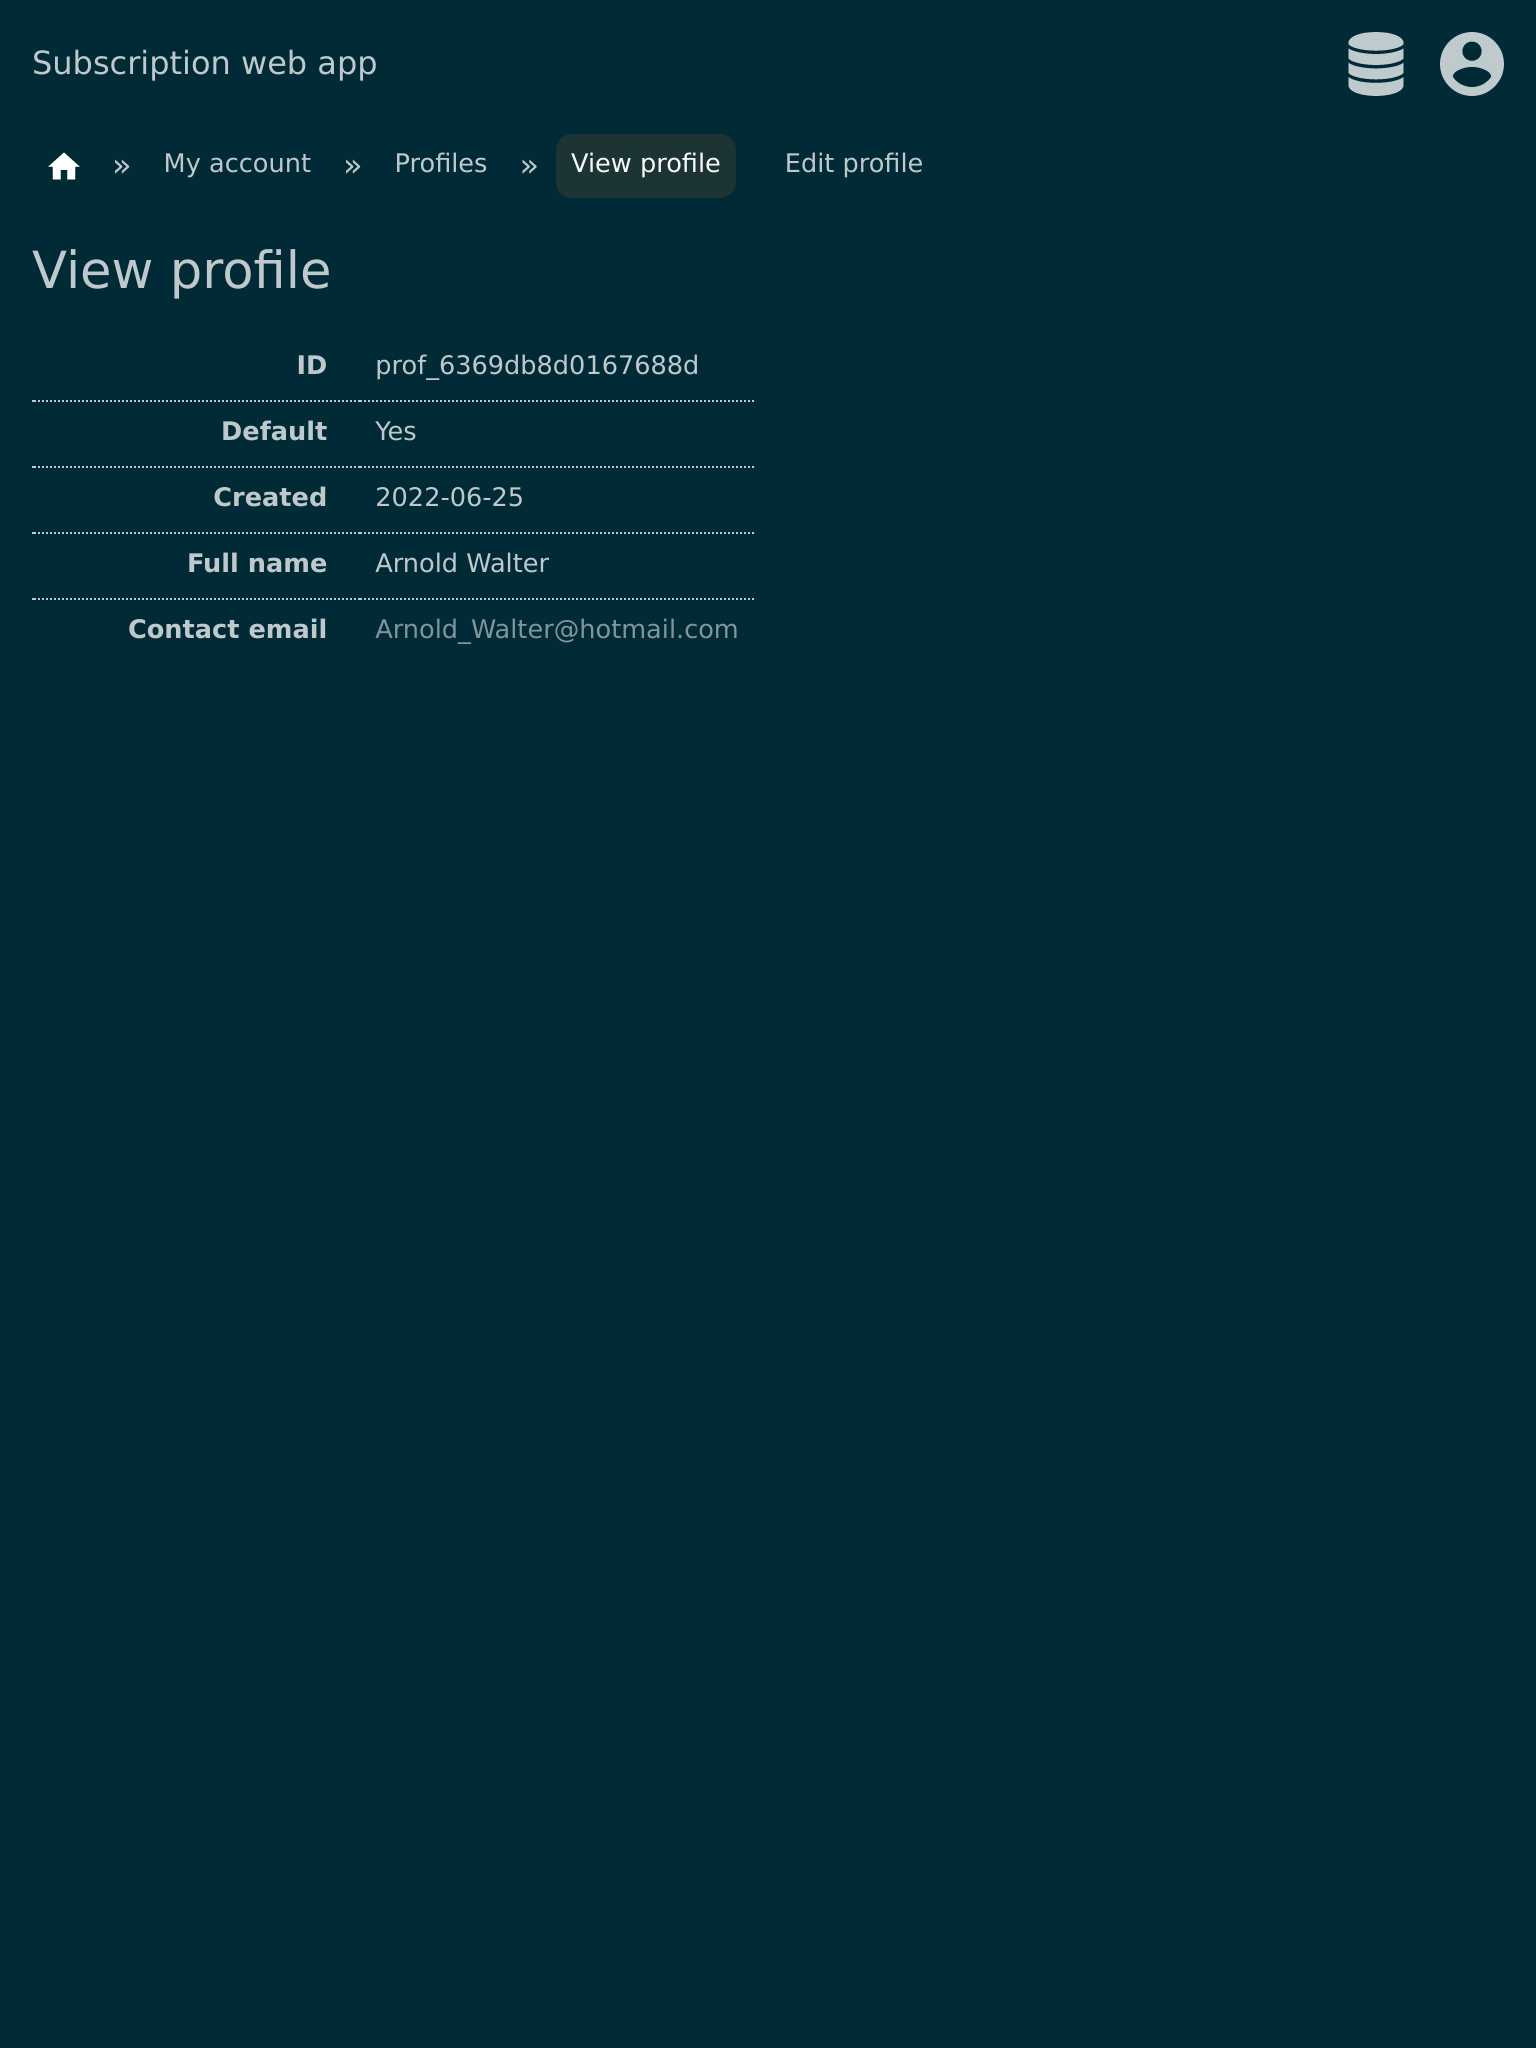 Subscription web app
» My account » Profiles » View profile Edit profile
View profile
ID prof_6369db8d0167688d
Default Yes
Created 2022-06-25
Full name Arnold Walter
Contact email Arnold_Walter@hotmail.com